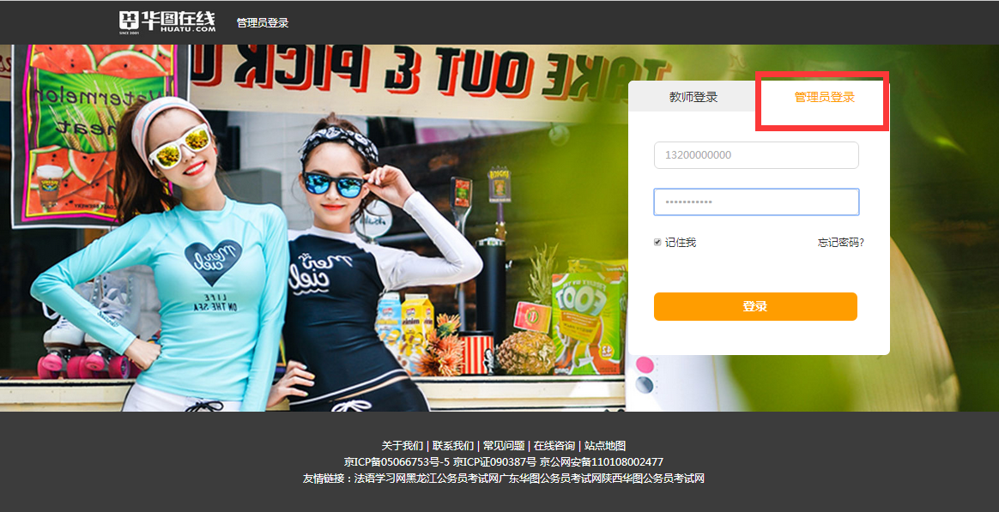 华图在线
HUATU.COM
SINCE 2001
管理员登录
Watermelon
heat
TAKE OUT & PICK U
教师登录
管理员登录
13200000000
•••••••••••
记住我
忘记密码?
登录
Mer
ciel
LIFE
ON THE SEA
Mer
ciel
FRUIT IN THE
FOOT
关于我们 | 联系我们 | 常见问题 | 在线咨询 | 站点地图
京ICP备05066753号-5 京ICP证090387号 京公网安备110108002477
友情链接：法语学习网黑龙江公务员考试网广东华图公务员考试网陕西华图公务员考试网